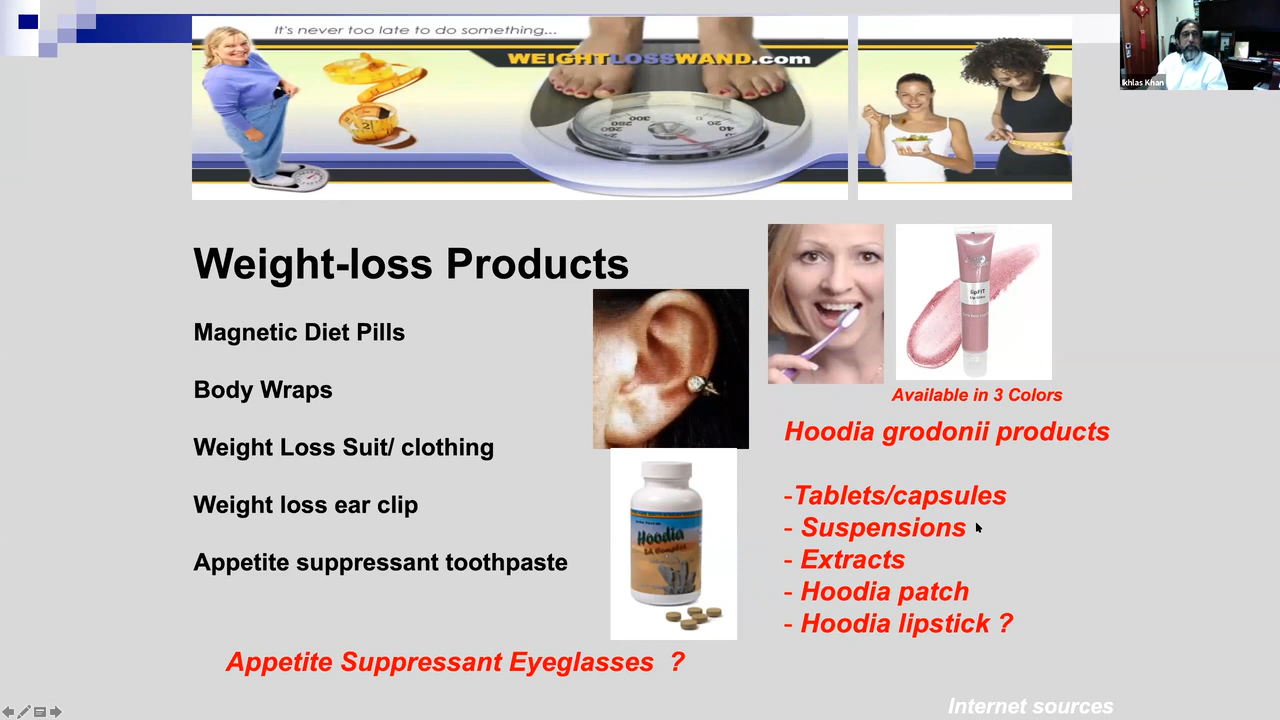 It's never too late to do something...
WEIGHTLOSSWAND.com
Ikhlas Khan
Weight-loss Products
Magnetic Diet Pills
Body Wraps
Weight Loss Suit/ clothing
Weight loss ear clip
Appetite suppressant toothpaste
Appetite Suppressant Eyeglasses ?
lipFIT
Hoodia
Available in 3 Colors
Hoodia grodonii products
-Tablets/capsules
- Suspensions
- Extracts
- Hoodia patch
- Hoodia lipstick ?
Internet sources